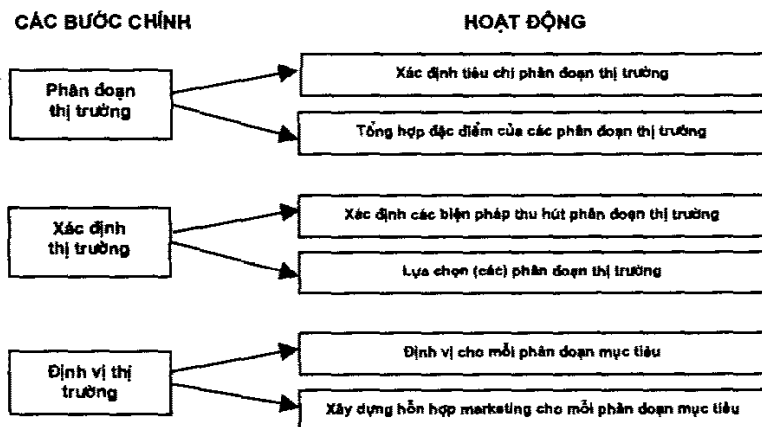 CÁC BƯỚC CHÍNH
HOẠT ĐỘNG
Phân đoạn
thị trường
Xác định tiêu chí phân đoạn thị trường
Tổng hợp đặc điểm của các phân đoạn thị trường
Xác định
thị trường
Xác định các biện pháp thu hút phân đoạn thị trường
Lựa chọn (các) phân đoạn thị trường
Định vị thị
trường
Định vị cho mỗi phân đoạn mục tiêu
Xây dựng hỗn hợp marketing cho mỗi phân đoạn mục tiêu